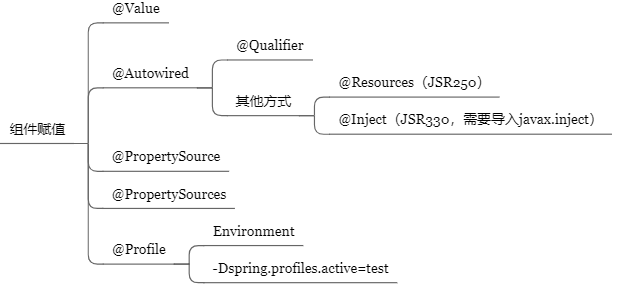 @Value
@Qualifier
@Autowired
@Resources（JSR250）
其他方式
@Inject（JSR330，需要导入javax.inject）
组件赋值
@PropertySource
@PropertySources
Environment
@Profile
-Dspring.profiles.active=test